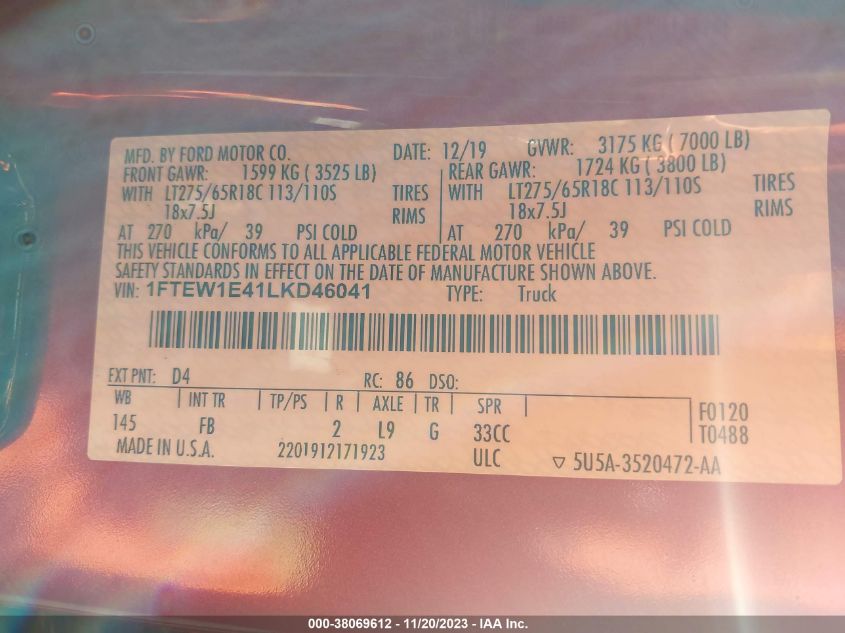 MFD. BY FORD MOTOR CO. DATE: 12/19 GVWR: 3175 KG ( 7000 LB)
FRONT GAWR: 1599 KG ( 3525 LB) REAR GAWR: 1724 KG ( 3800 LB)
WITH LT275/65R18C 113/110S TIRES WITH LT275/65R18C 113/110S TIRES
18x7.5J RIMS 18x7.5J RIMS
AT 270 kPa/ 39 PSI COLD AT 270 kPa/ 39 PSI COLD
THIS VEHICLE CONFORMS TO ALL APPLICABLE FEDERAL MOTOR VEHICLE
SAFETY STANDARDS IN EFFECT ON THE DATE OF MANUFACTURE SHOWN ABOVE.
VIN: 1FTEW1E41LKD46041 TYPE: Truck
EXT PNT: D4 RC: 86 DSO:
WB INT TR TP/PS R AXLE TR SPR F0120
145 FB 2 L9 G 33CC T0488
MADE IN U.S.A. 2201912171923 ULC ▽ 5U5A-3520472-AA
000-38069612 - 11/20/2023 - IAA Inc.